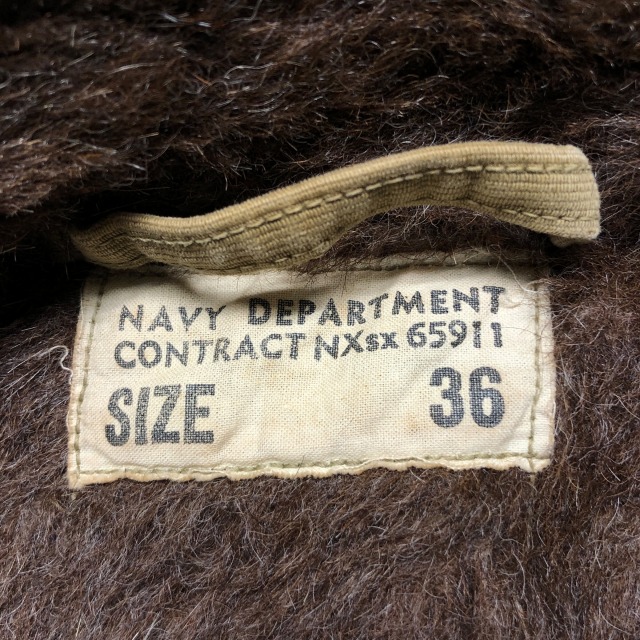 NAVY DEPARTMENT
CONTRACT NXsx 65911
SIZE 36